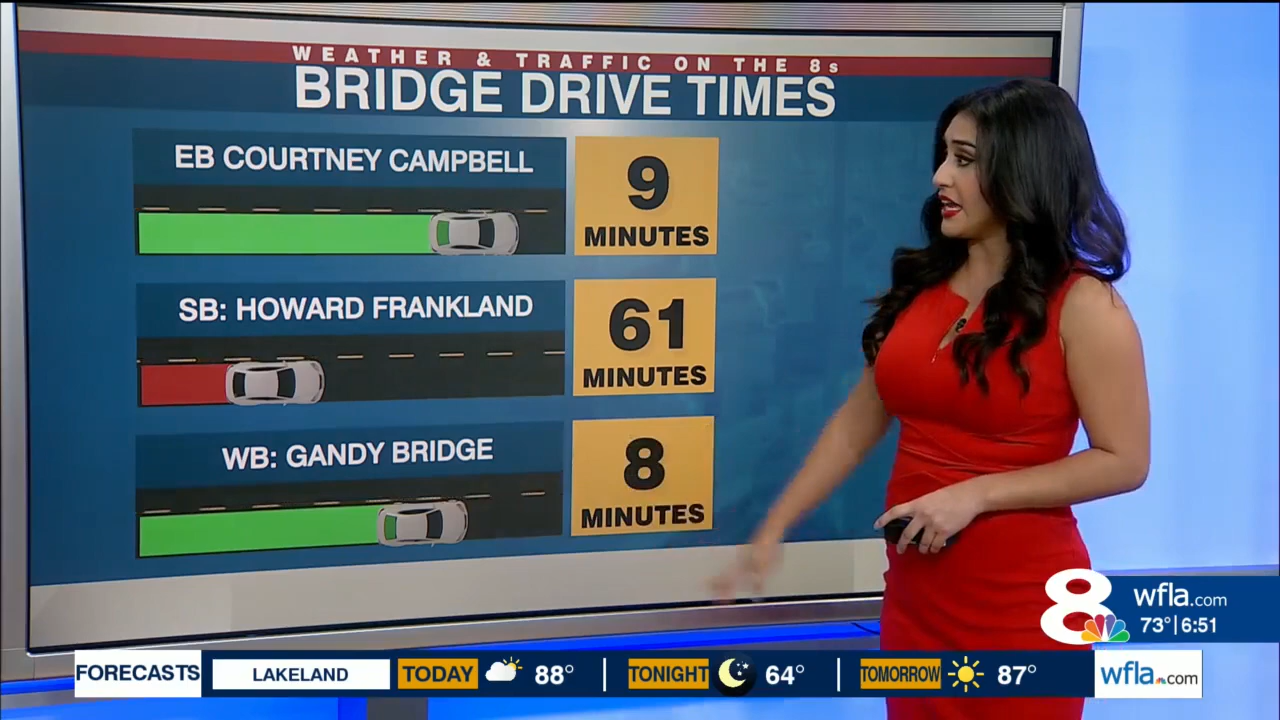 WEATHER & TRAFFIC ON THE 8s
BRIDGE DRIVE TIMES
EB COURTNEY CAMPBELL
9
MINUTES
SB: HOWARD FRANKLAND
61
MINUTES
WB: GANDY BRIDGE
8
MINUTES
8
wfla.com
73° | 6:51
FORECASTS LAKELAND TODAY 88° | TONIGHT 64° | TOMORROW 87° wfla.com